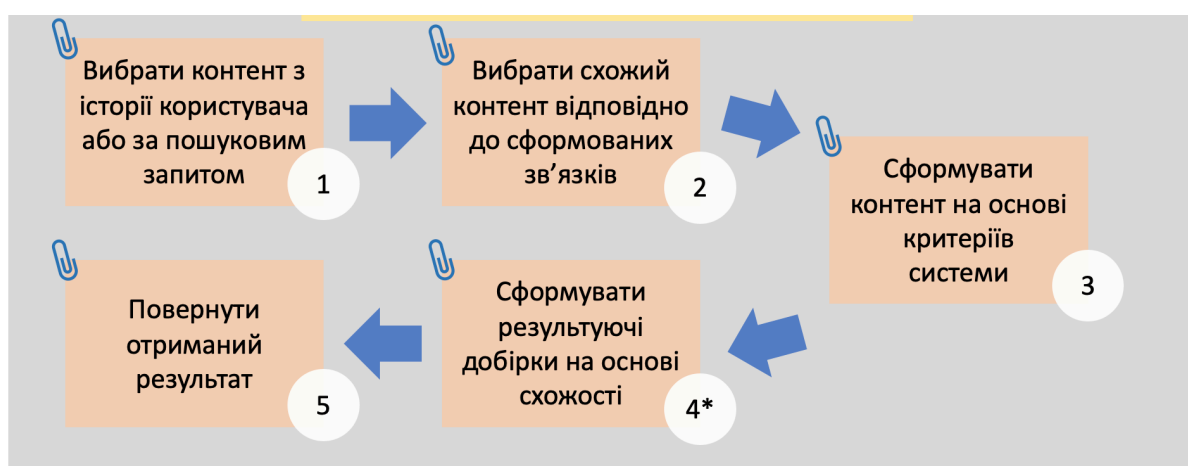 Вибрати контент з
історії користувача
або за пошуковим
запитом
1
Вибрати схожий
контент відповідно
до сформованих
зв’язків
2
Сформувати
контент на основі
критеріїв
системи
3
Сформувати
результуючі
добірки на основі
схожості
4*
Повернути
отриманий
результат
5